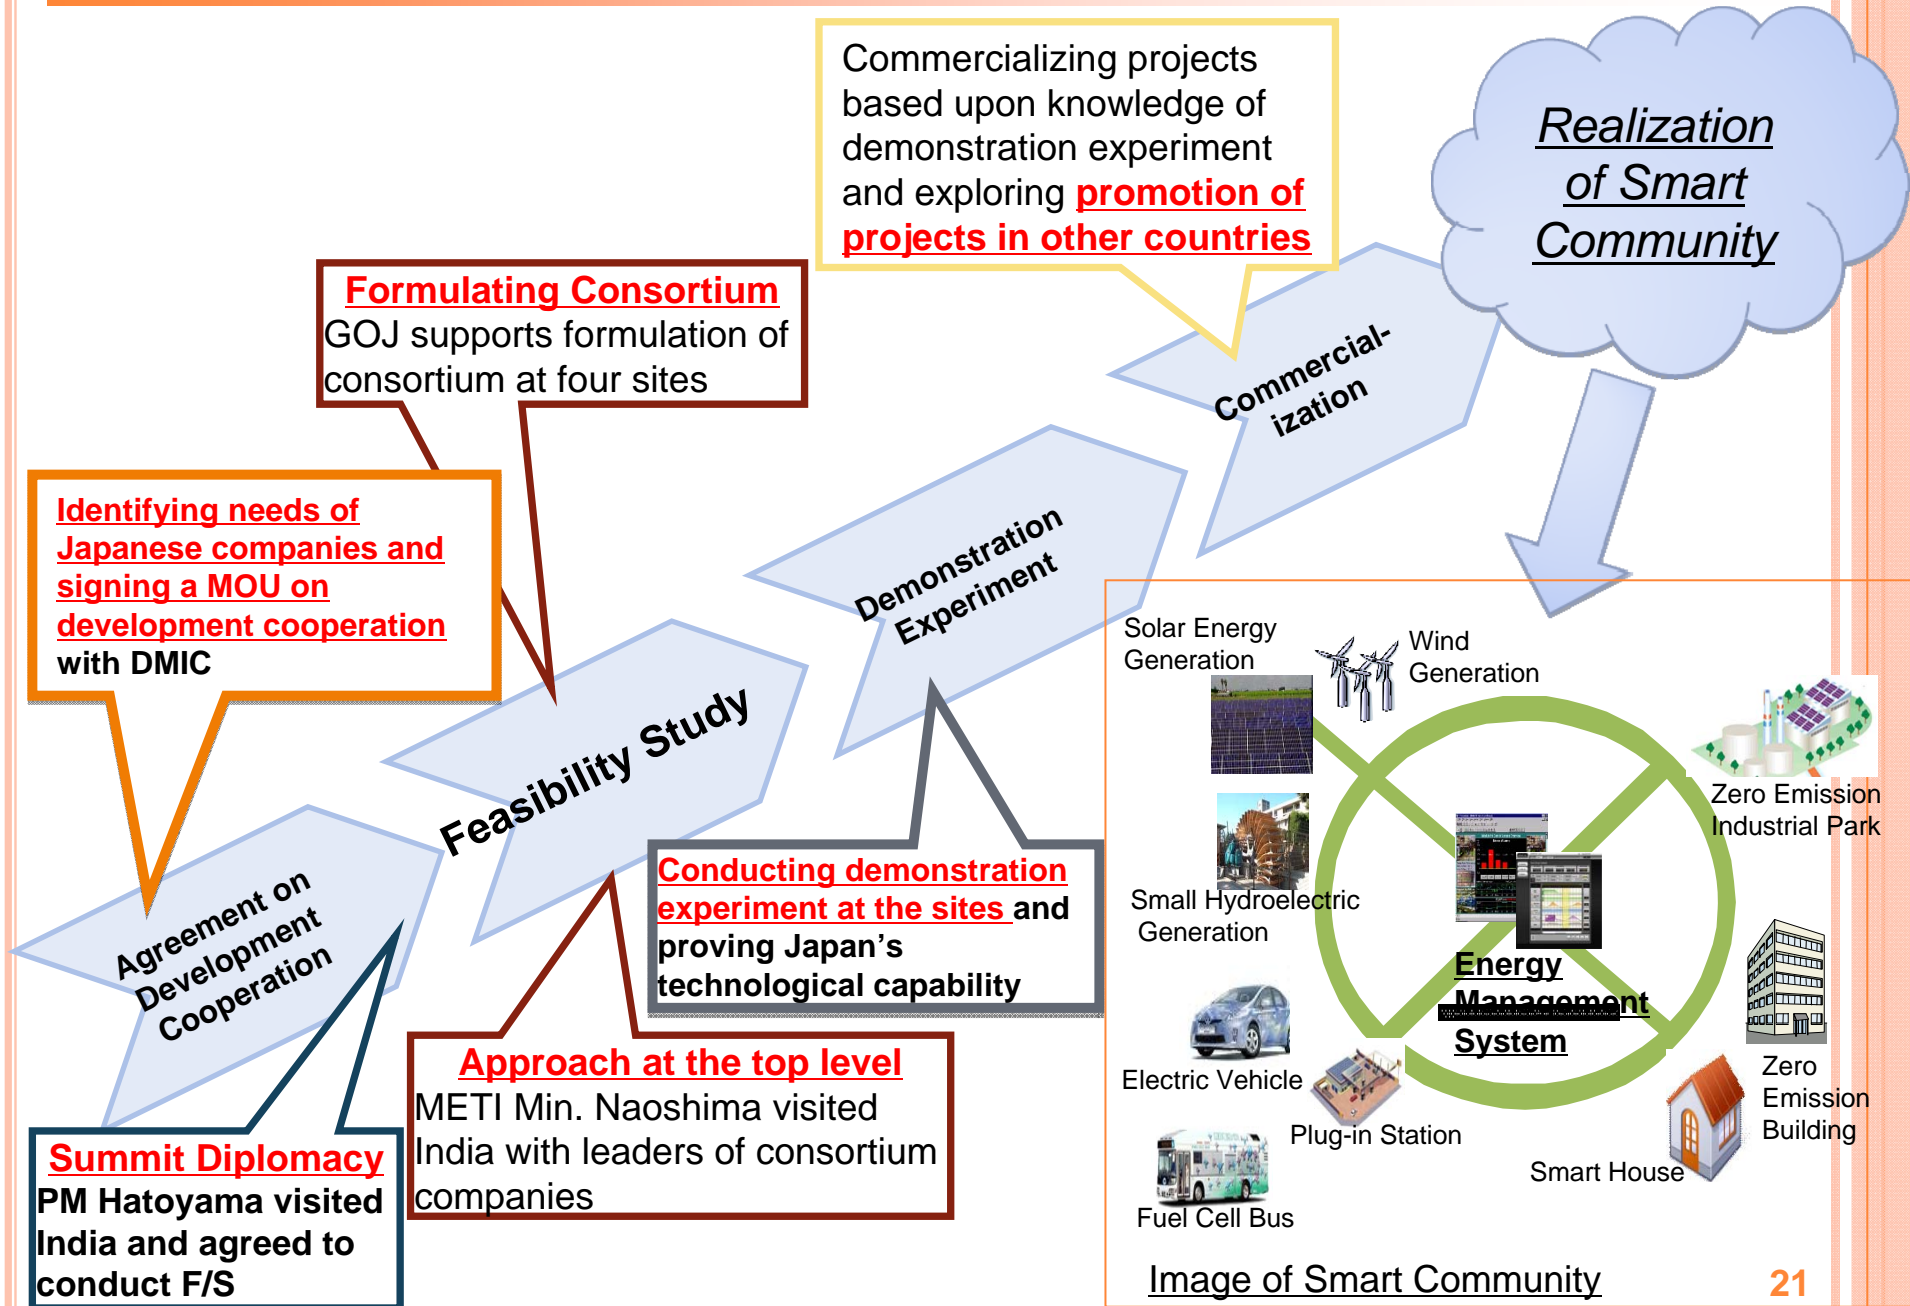 Commercializing projects
based upon knowledge of
demonstration experiment
and exploring promotion of
projects in other countries
Realization
of Smart
Community
Formulating Consortium
GOJ supports formulation of
consortium at four sites
Commercial-
ization
Identifying needs of
Japanese companies and
signing a MOU on
development cooperation
with DMIC
Demonstration
Experiment
Feasibility Study
Agreement on
Development
Cooperation
Conducting demonstration
experiment at the sites and
proving Japan’s
technological capability
Approach at the top level
METI Min. Naoshima visited
India with leaders of consortium
companies
Summit Diplomacy
PM Hatoyama visited
India and agreed to
conduct F/S
Solar Energy
Generation
Wind
Generation
Zero Emission
Industrial Park
Small Hydroelectric
Generation
Energy
Management
System
Electric Vehicle
Plug-in Station
Zero
Emission
Building
Smart House
Fuel Cell Bus
Image of Smart Community
21